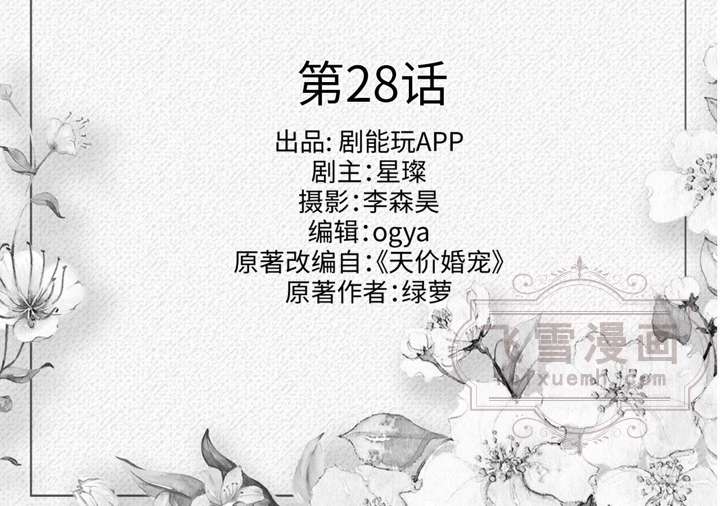 第28话
出品: 剧能玩APP
剧主：星璨
摄影：李森昊
编辑：ogya
原著改编自：《天价婚宠》
原著作者：绿萝
飞雪漫画